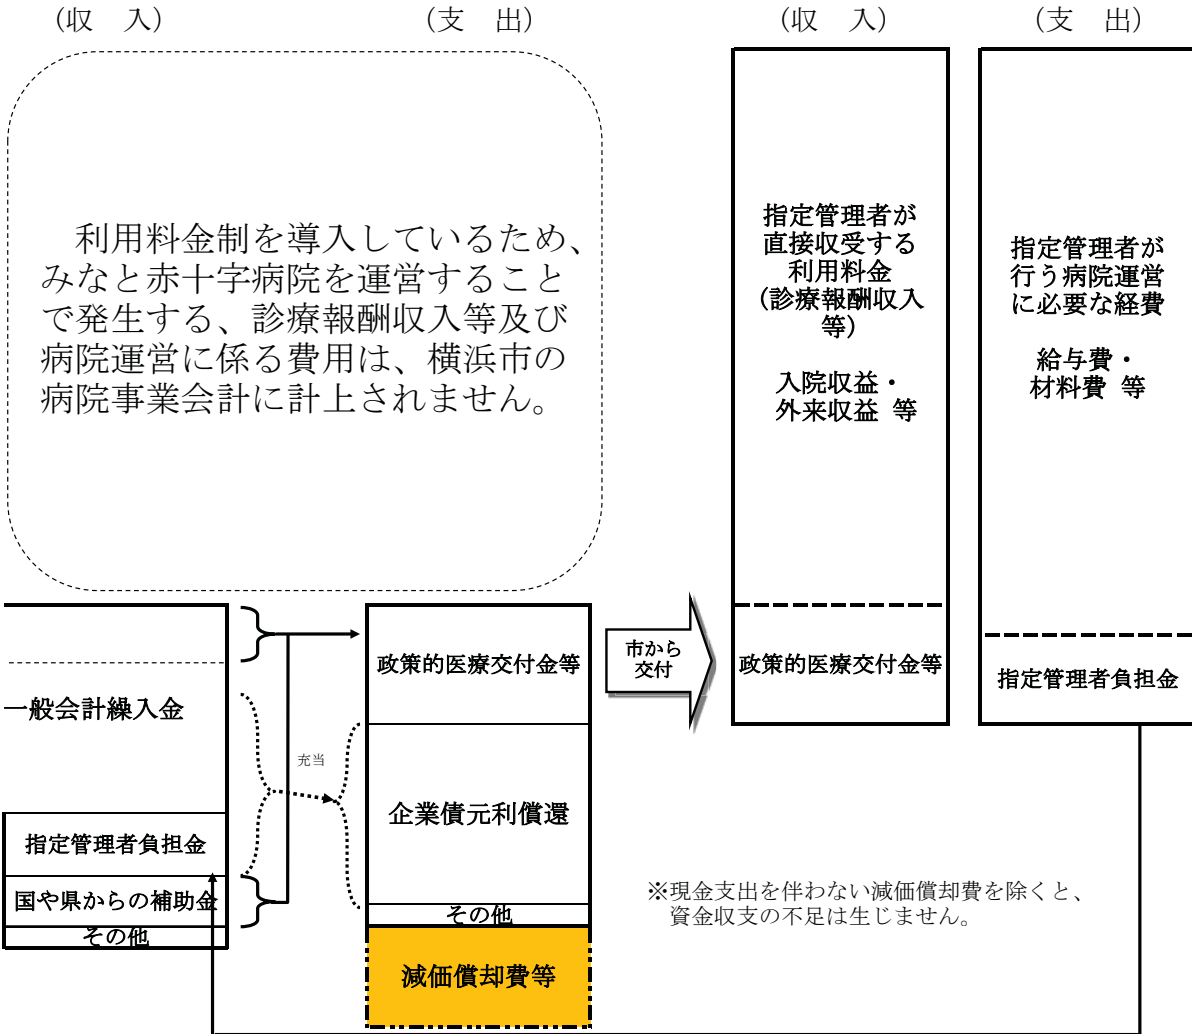 (収　入)
(支　出)
(収　入)
(支　出)
利用料金制を導入しているため、
みなと赤十字病院を運営すること
で発生する、診療報酬収入等及び
病院運営に係る費用は、横浜市の
病院事業会計に計上されません。
指定管理者が
直接収受する
利用料金
(診療報酬収入
等)
入院収益・
外来収益 等
指定管理者が
行う病院運営
に必要な経費
給与費・
材料費 等
一般会計繰入金
指定管理者負担金
国や県からの補助金
その他
充当
政策的医療交付金等
企業債元利償還
その他
減価償却費等
市から
交付
政策的医療交付金等
指定管理者負担金
※現金支出を伴わない減価償却費を除くと、
資金収支の不足は生じません。